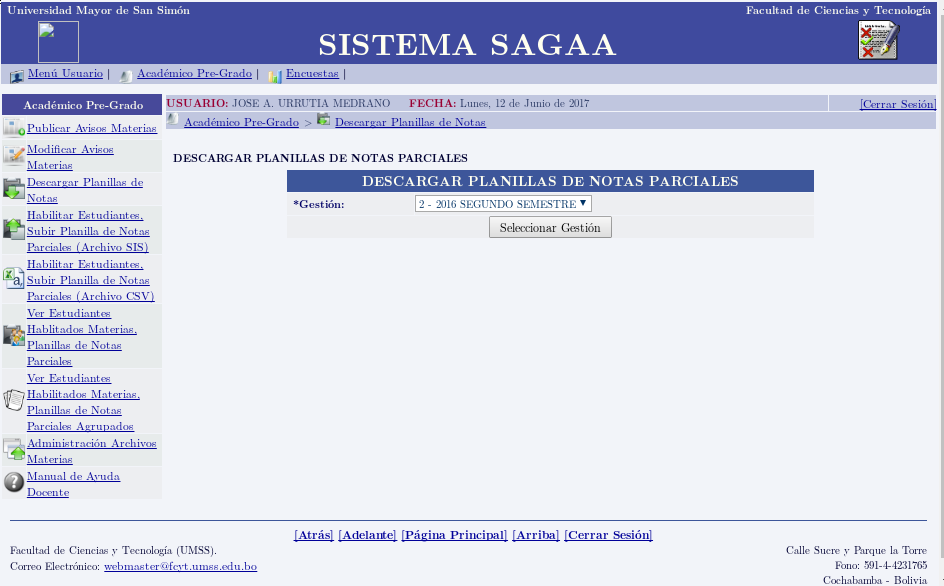 Universidad Mayor de San Simón
Facultad de Ciencias y Tecnología
SISTEMA SAGAA
Menú Usuario | Académico Pre-Grado | Encuestas |
Académico Pre-Grado
Publicar Avisos Materias
Modificar Avisos
Materias
Descargar Planillas de
Notas
Habilitar Estudiantes,
Subir Planilla de Notas
Parciales (Archivo SIS)
Habilitar Estudiantes,
Subir Planilla de Notas
Parciales (Archivo CSV)
Ver Estudiantes
Hablitados Materias,
Planillas de Notas
Parciales
Ver Estudiantes
Habilitados Materias,
Planillas de Notas
Parciales Agrupados
Administración Archivos
Materias
Manual de Ayuda
Docente
USUARIO: JOSE A. URRUTIA MEDRANO FECHA: Lunes, 12 de Junio de 2017
[Cerrar Sesión]
Académico Pre-Grado > Descargar Planillas de Notas
DESCARGAR PLANILLAS DE NOTAS PARCIALES
DESCARGAR PLANILLAS DE NOTAS PARCIALES
*Gestión: 2 - 2016 SEGUNDO SEMESTRE
Seleccionar Gestión
[Atrás] [Adelante] [Página Principal] [Arriba] [Cerrar Sesión]
Facultad de Ciencias y Tecnología (UMSS).
Correo Electrónico: webmaster@fcyt.umss.edu.bo
Calle Sucre y Parque la Torre
Fono: 591-4-4231765
Cochabamba - Bolivia